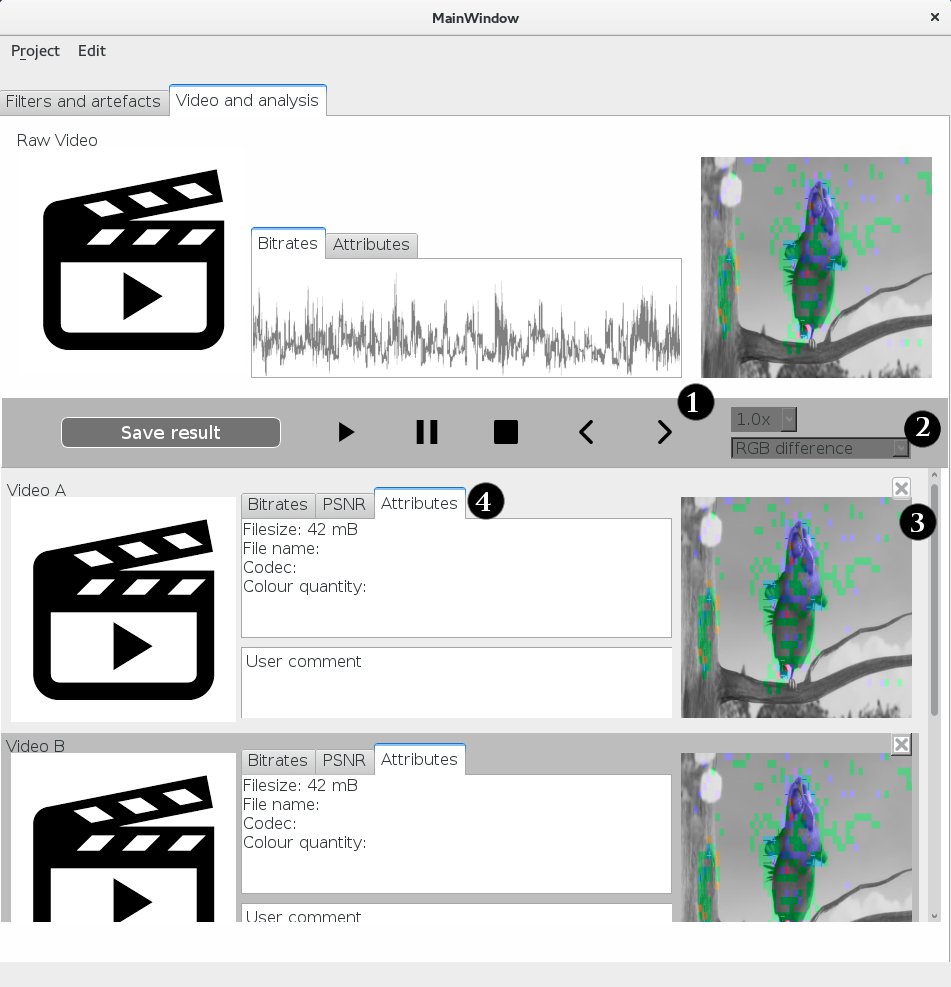 MainWindow
Project Edit
Filters and artefacts Video and analysis
Raw Video
Bitrates Attributes
1
Save result 1.0x 2
RGB difference
Video A
Bitrates PSNR Attributes 4
3
Filesize: 42 mB
File name:
Codec:
Colour quantity:
User comment
Video B
Bitrates PSNR Attributes
Filesize: 42 mB
File name:
Codec:
Colour quantity:
User comment